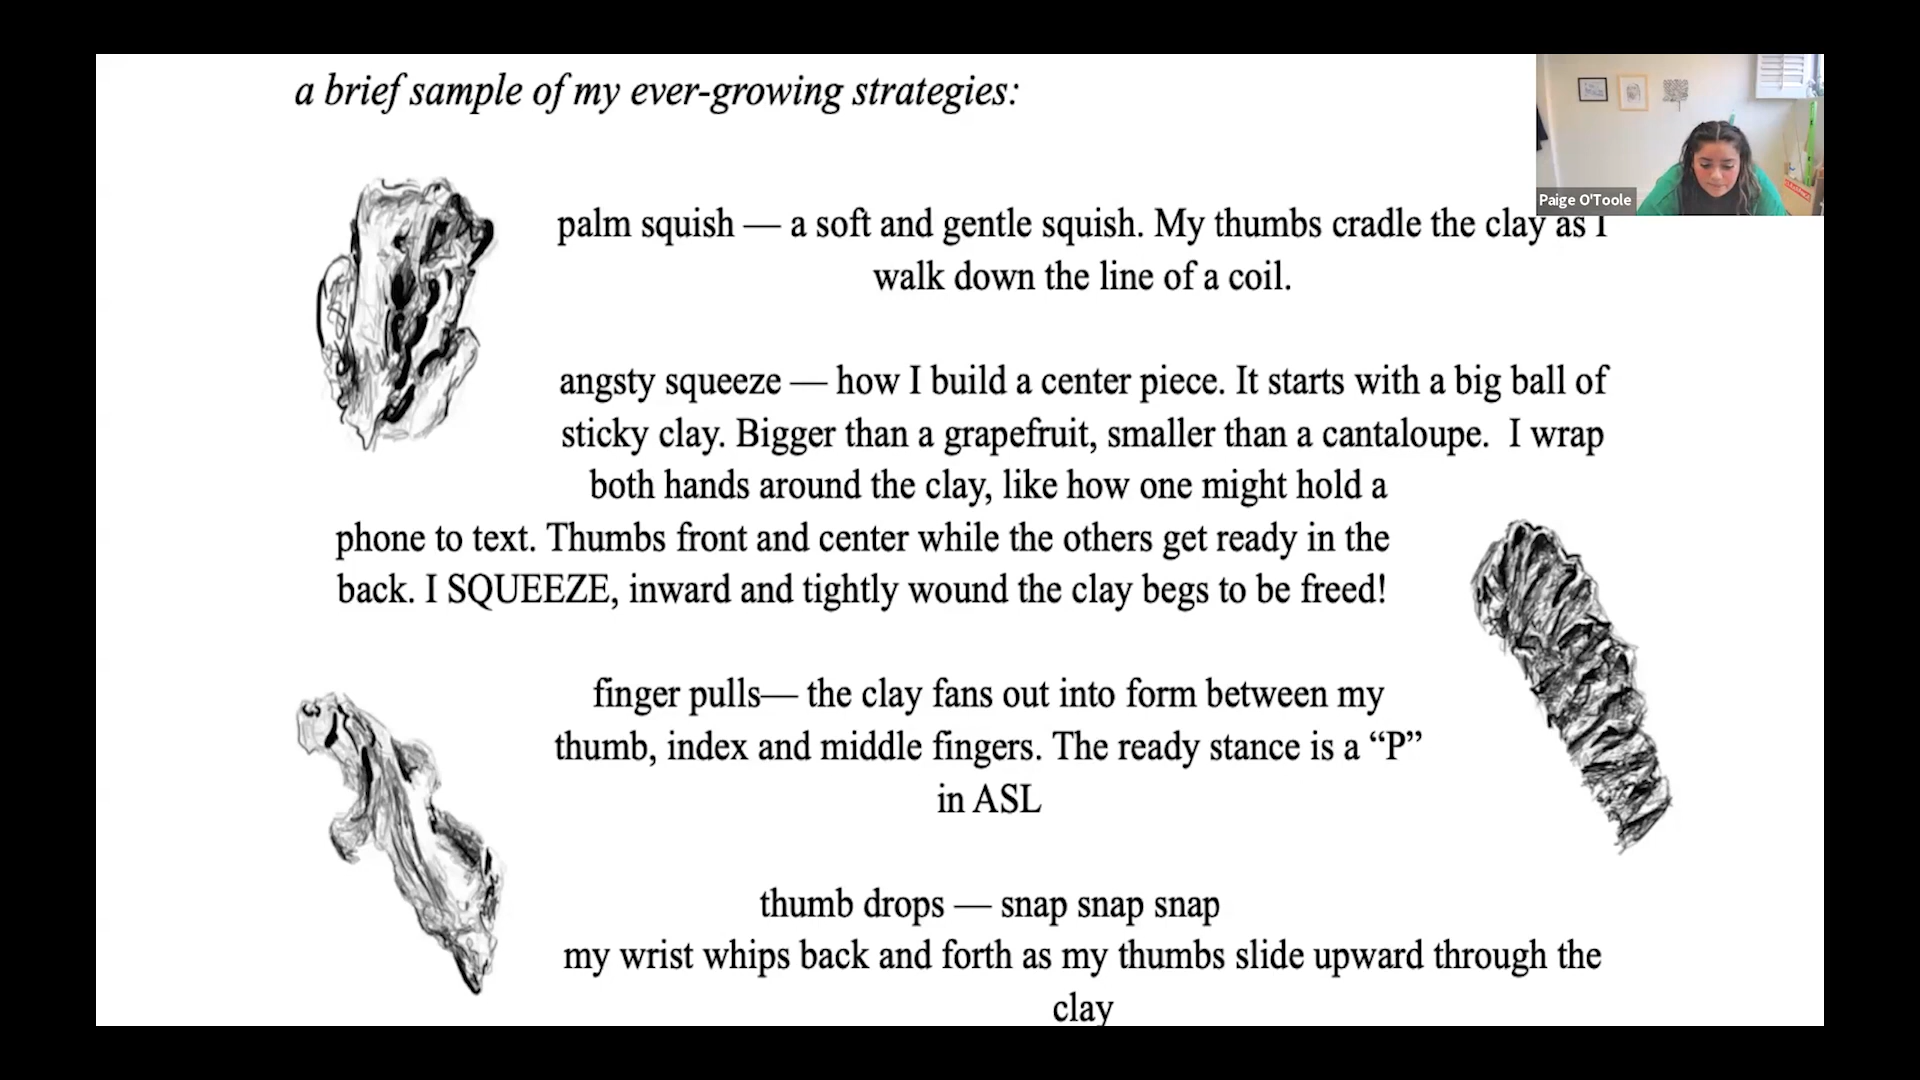 a brief sample of my ever-growing strategies:
Paige O'Toole
palm squish — a soft and gentle squish. My thumbs cradle the clay as I
walk down the line of a coil.
angsty squeeze — how I build a center piece. It starts with a big ball of
sticky clay. Bigger than a grapefruit, smaller than a cantaloupe.  I wrap
both hands around the clay, like how one might hold a
phone to text. Thumbs front and center while the others get ready in the
back. I SQUEEZE, inward and tightly wound the clay begs to be freed!
finger pulls— the clay fans out into form between my
thumb, index and middle fingers. The ready stance is a “P”
in ASL
thumb drops — snap snap snap
my wrist whips back and forth as my thumbs slide upward through the
clay